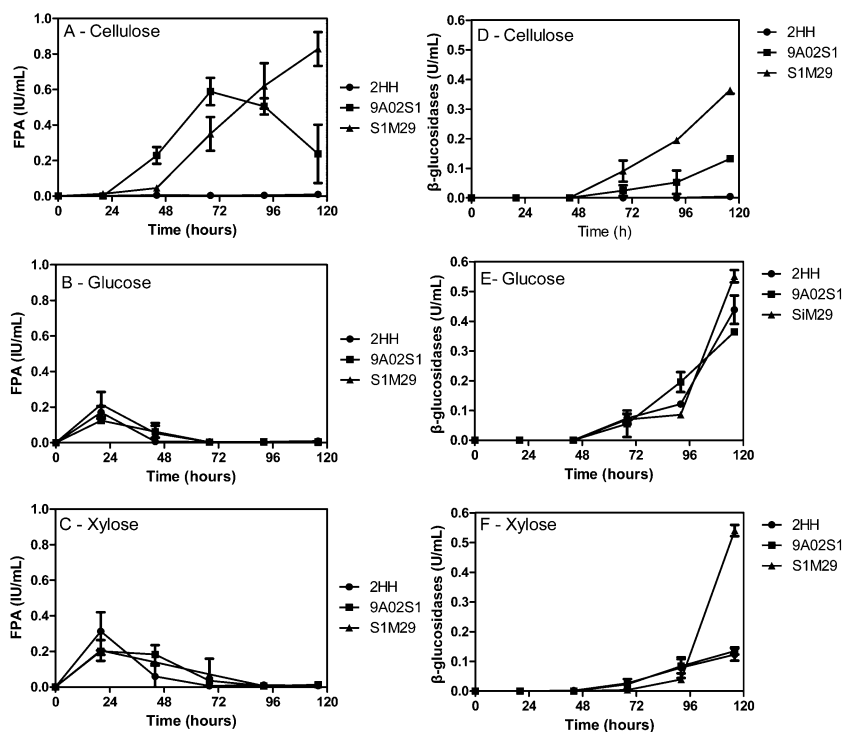 A - Cellulose
FPA (IU/mL)
1.0
0.8
0.6
0.4
0.2
0.0
0 24 48 72 96 120
Time (hours)
2HH
9A02S1
S1M29
D - Cellulose
β-glucosidases (U/mL)
0.6
0.5
0.4
0.3
0.2
0.1
0.0
0 24 48 72 96 120
Time (h)
2HH
9A02S1
S1M29
B - Glucose
FPA (IU/mL)
1.0
0.8
0.6
0.4
0.2
0.0
0 24 48 72 96 120
Time (hours)
2HH
9A02S1
S1M29
E- Glucose
β-glucosidases (U/mL)
0.6
0.5
0.4
0.3
0.2
0.1
0.0
0 24 48 72 96 120
Time (hours)
2HH
9A02S1
SiM29
C - Xylose
FPA (IU/mL)
1.0
0.8
0.6
0.4
0.2
0.0
0 24 48 72 96 120
Time (hours)
2HH
9A02S1
S1M29
F - Xylose
β-glucosidases (U/mL)
0.6
0.5
0.4
0.3
0.2
0.1
0.0
0 24 48 72 96 120
Time (hours)
2HH
9A02S1
S1M29